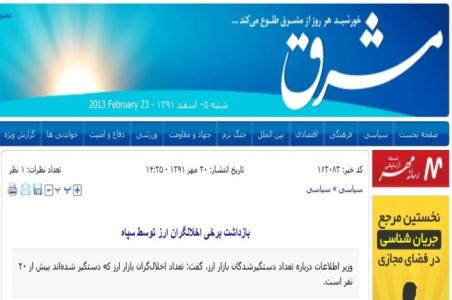 خورشید هر روز از مشرق طلوع می‌کند ...
مشرق
شنبه ۰۵ اسفند ۱۳۹۱ - 2013 February 23
صفحه نخست سیاسی فرهنگی اقتصادی بین الملل جنگ نرم جهاد و مقاومت ورزشی دفاع و امنیت خواندنی ها گزارش ویژه
کد خبر: ۱۶۲۰۸۲ تاریخ انتشار: ۲۰ مهر ۱۳۹۱ - ۱۴:۲۵ تعداد نظرات: ۱ نظر
سیاسی » سیاسی
بازداشت برخی اخلالگران ارز توسط سپاه
وزیر اطلاعات درباره تعداد دستگیرشدگان بازار ارز، گفت: تعداد اخلال‌گران بازار ارز که دستگیر شده‌اند بیش از ۲۰
نفر است.
رسانه مهر
نخستین مرجع
جریان شناسی
در فضای مجازی